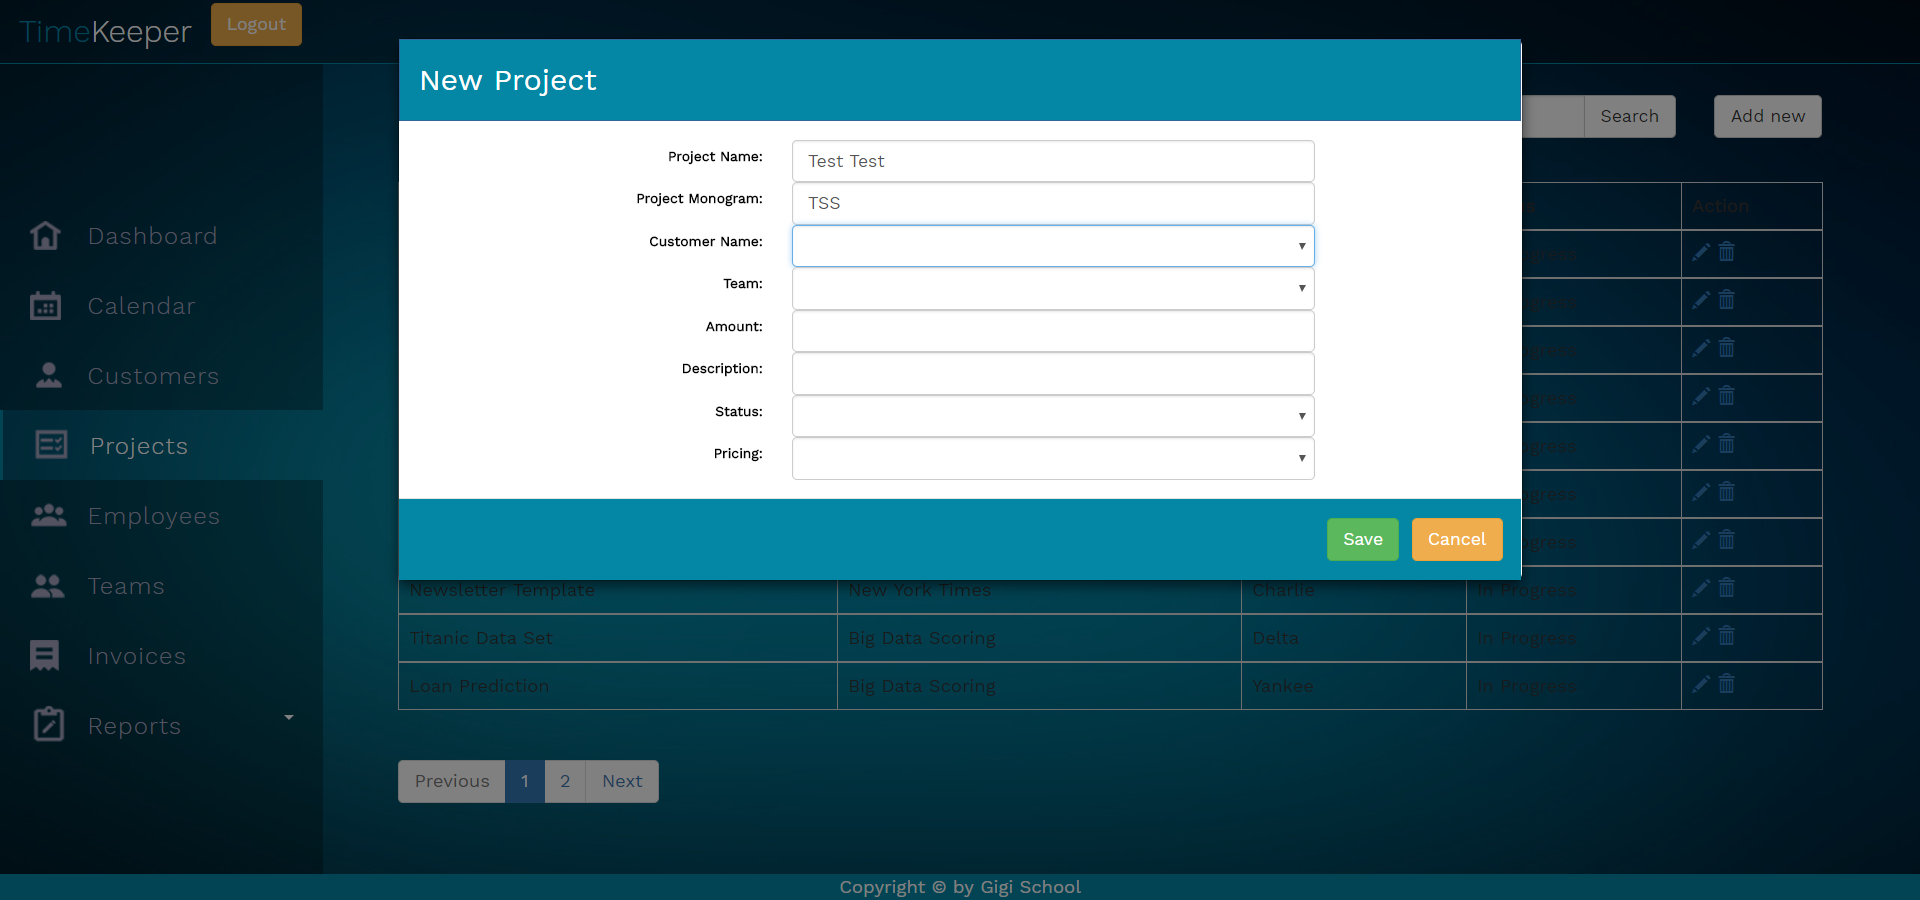 TimeKeeper
Logout
New Project
Search
Add new
Project Name:
Test Test
Project Monogram:
TSS
Customer Name:
Team:
Amount:
Description:
Status:
Pricing:
Save
Cancel
Action
Dashboard
Calendar
Customers
Projects
Employees
Teams
Invoices
Reports
Newsletter Template New York Times Charlie In Progress
Titanic Data Set Big Data Scoring Delta In Progress
Loan Prediction Big Data Scoring Yankee In Progress
Previous 1 2 Next
Copyright © by Gigi School